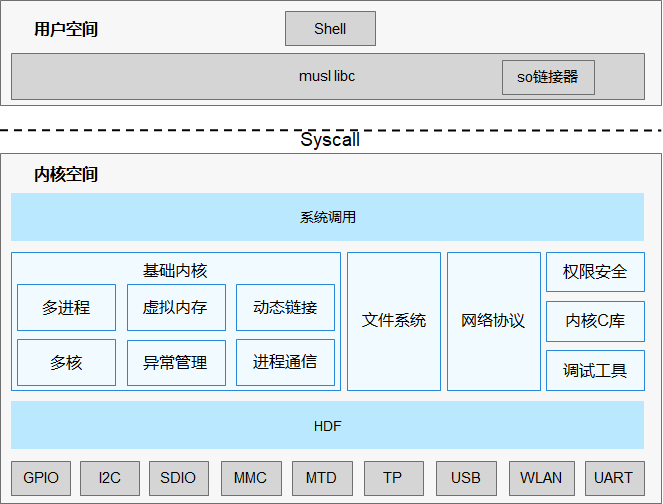 用户空间
Shell
musl libc
so链接器
Syscall
内核空间
系统调用
基础内核
多进程
虚拟内存
动态链接
多核
异常管理
进程通信
文件系统
网络协议
权限安全
内核C库
调试工具
HDF
GPIO
I2C
SDIO
MMC
MTD
TP
USB
WLAN
UART